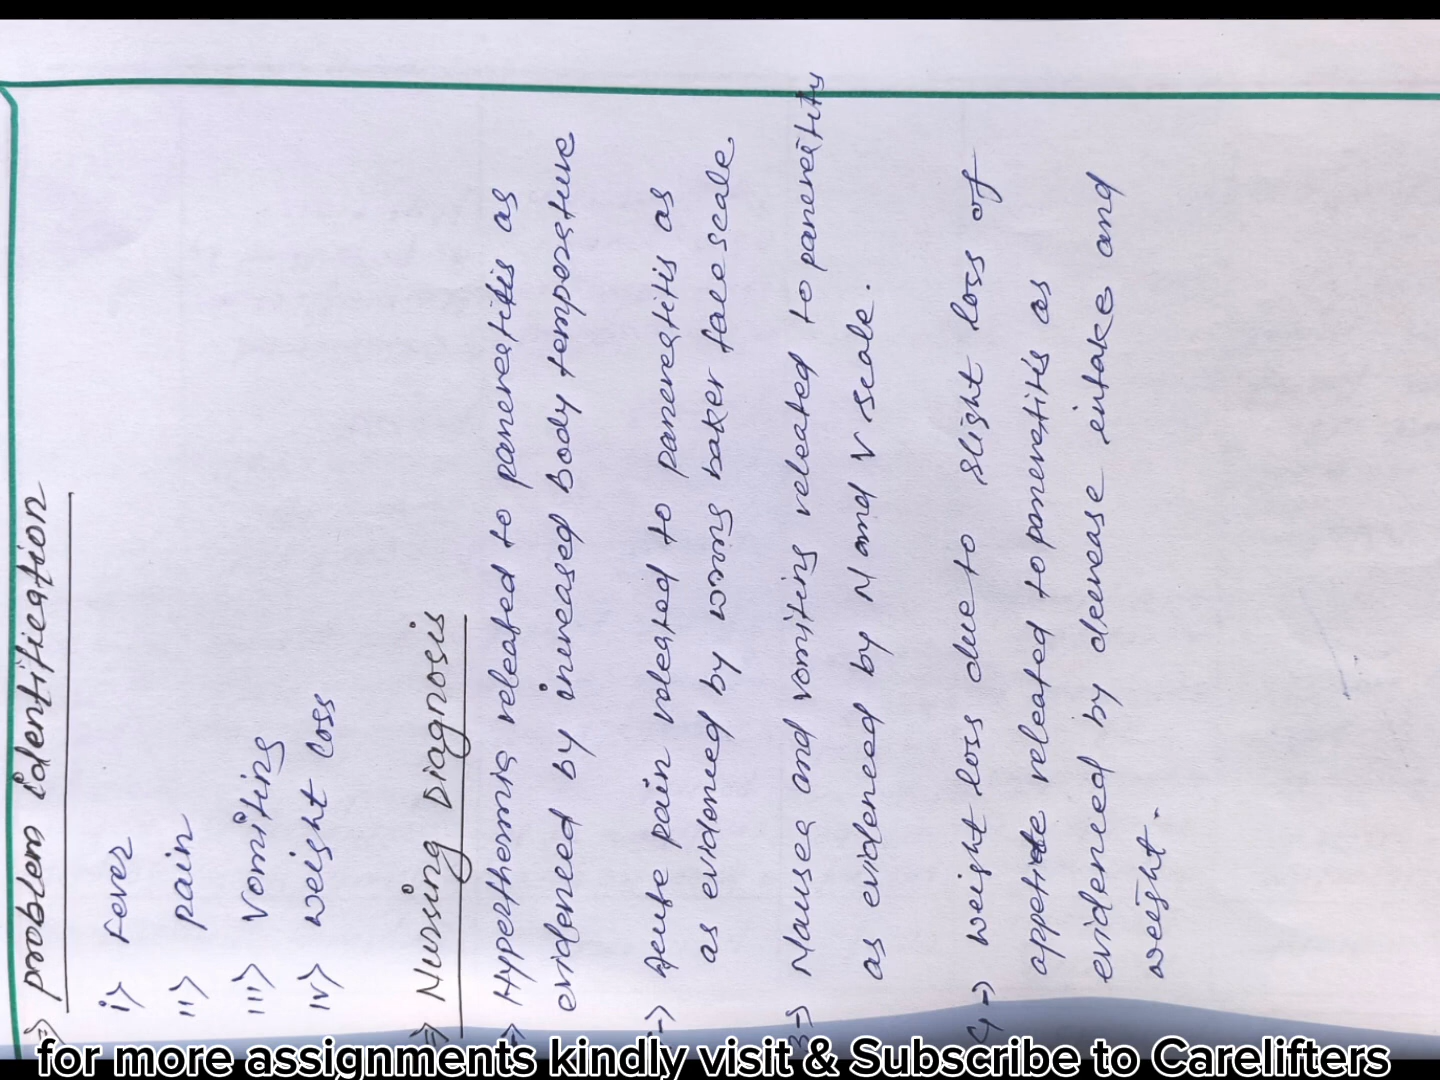 ⇒ problem identification
i) Fever
ii) pain
iii) vomiting
iv) weight loss
⇒ Nursing Diagnosis
Hyperthermia releated to pancreatitis as
evidenced by increased Body temperature
Acute pain releated to pancreatitis as
as evidenced by wong baker face scale.
3→ Nausea and vomiting releated to pancreatity
as evidenced by N and V scale.
4→ weight loss due to slight loss of
appetite releated to pancretitis as
evidenced by decrease intake and
weight.
for more assignments kindly visit & Subscribe to Carelifters